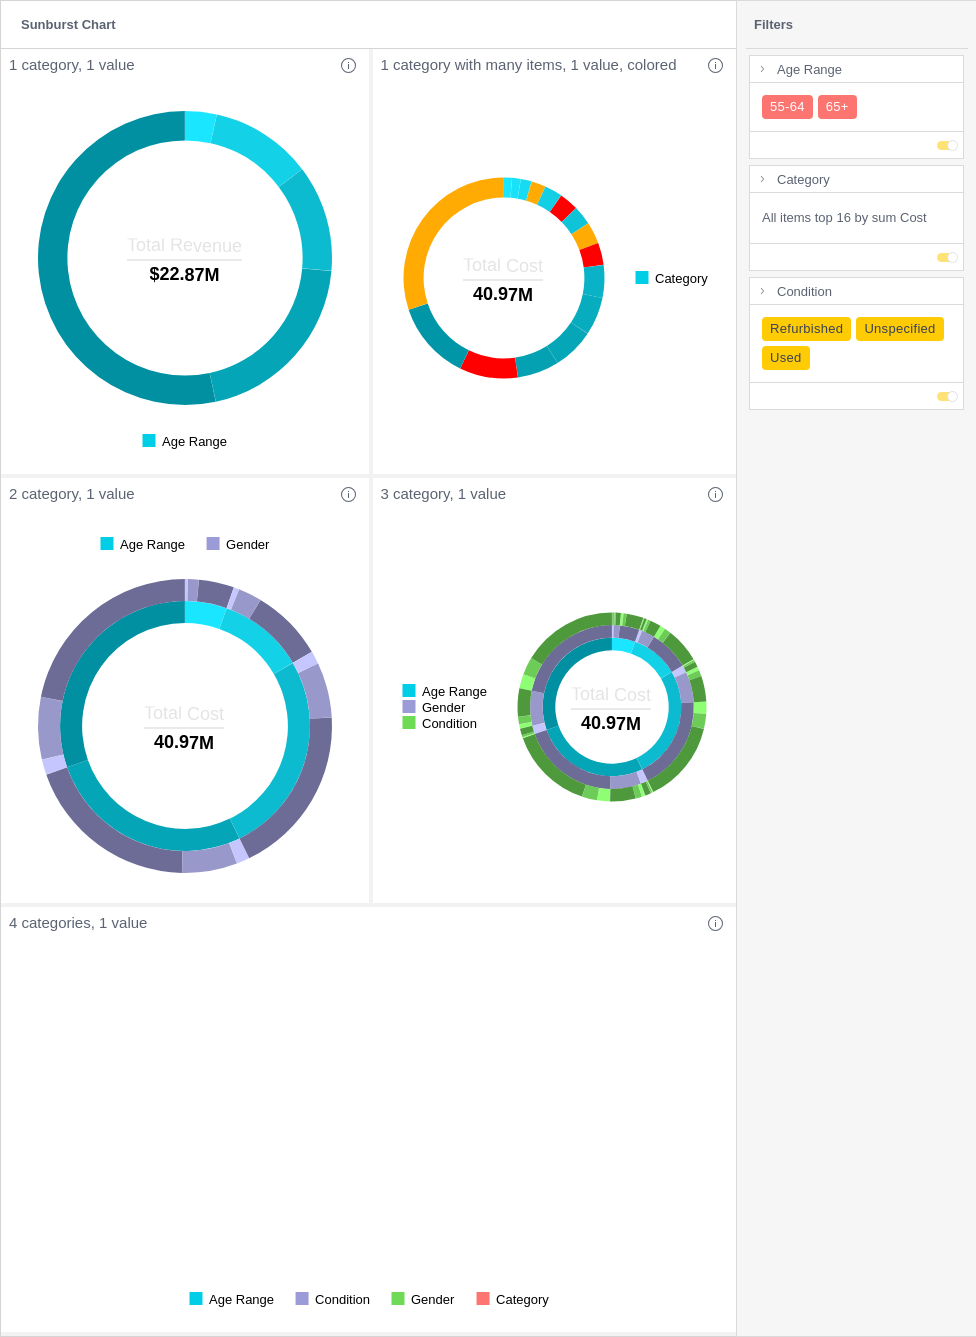 Sunburst Chart
Filters
1 category, 1 value
Total Revenue
$22.87M
Age Range
1 category with many items, 1 value, colored
Total Cost
40.97M
Category
2 category, 1 value
Age Range
Gender
Total Cost
40.97M
3 category, 1 value
Age Range
Gender
Condition
Total Cost
40.97M
4 categories, 1 value
Age Range
Condition
Gender
Category
Age Range
55-64
65+
Category
All items top 16 by sum Cost
Condition
Refurbished
Unspecified
Used